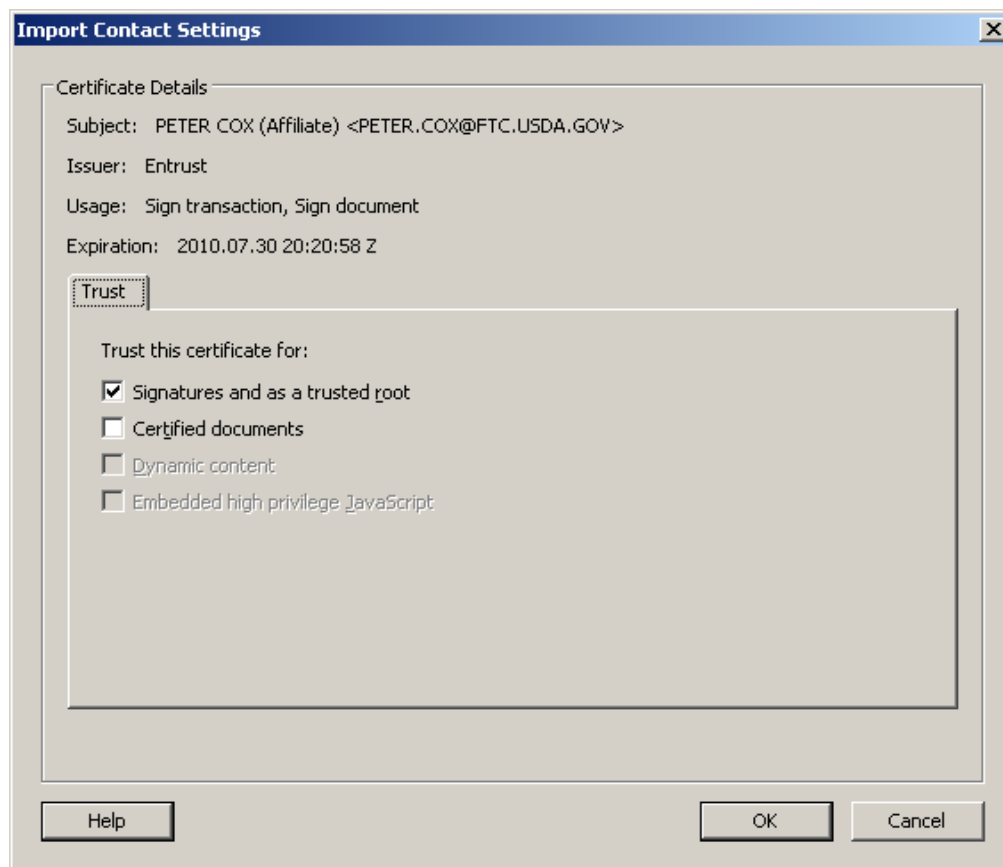 Import Contact Settings
Certificate Details
Subject: PETER COX (Affiliate) <PETER.COX@FTC.USDA.GOV>
Issuer: Entrust
Usage: Sign transaction, Sign document
Expiration: 2010.07.30 20:20:58 Z
Trust
Trust this certificate for:
Signatures and as a trusted root
Certified documents
Dynamic content
Embedded high privilege JavaScript
Help OK Cancel